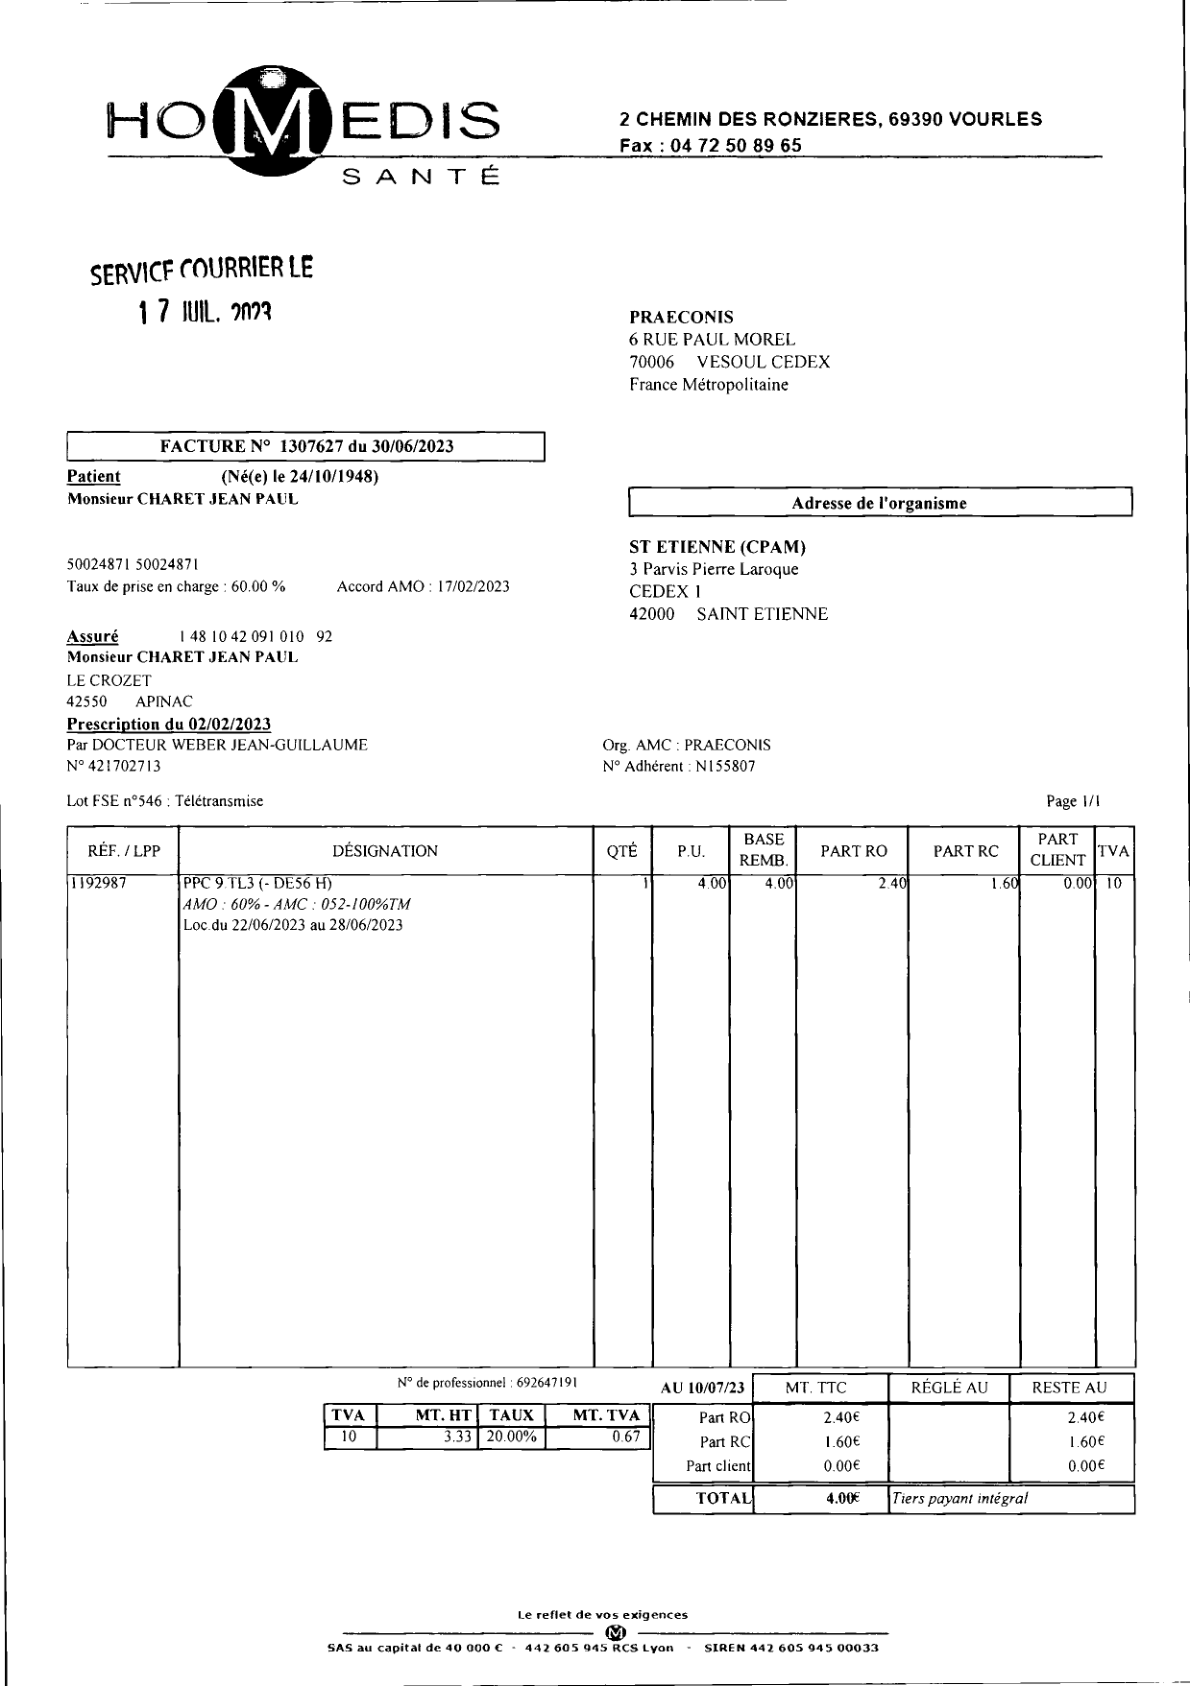 HOMEDIS
SANTÉ
2 CHEMIN DES RONZIERES, 69390 VOURLES
Fax : 04 72 50 89 65
SERVICE COURRIER LE
17 JUIL. 2023
PRAECONIS
6 RUE PAUL MOREL
70006 VESOUL CEDEX
France Métropolitaine
FACTURE N° 1307627 du 30/06/2023
Patient (Né(e) le 24/10/1948)
Monsieur CHARET JEAN PAUL
Adresse de l'organisme
ST ETIENNE (CPAM)
3 Parvis Pierre Laroque
CEDEX 1
42000 SAINT ETIENNE
50024871 50024871
Taux de prise en charge : 60.00 % Accord AMO : 17/02/2023
Assuré 1 48 10 42 091 010 92
Monsieur CHARET JEAN PAUL
LE CROZET
42550 APINAC
Prescription du 02/02/2023
Par DOCTEUR WEBER JEAN-GUILLAUME
N° 421702713
Org. AMC : PRAECONIS
N° Adhérent : N155807
Lot FSE n°546 : Télétransmise Page 1/1
RÉF. / LPP DÉSIGNATION QTÉ P.U. BASE REMB. PART RO PART RC PART CLIENT TVA
1192987 PPC 9.TL3 (- DE56 H) 1 4.00 4.00 2.40 1.60 0.00 10
AMO : 60% - AMC : 052-100%TM
Loc.du 22/06/2023 au 28/06/2023
N° de professionnel : 692647191
TVA MT. HT TAUX MT. TVA
10 3.33 20.00% 0.67
AU 10/07/23 MT. TTC RÉGLÉ AU RESTE AU
Part RO 2.40€ 2.40€
Part RC 1.60€ 1.60€
Part client 0.00€ 0.00€
TOTAL 4.00€ Tiers payant intégral
Le reflet de vos exigences
M
SAS au capital de 40 000 € - 442 605 945 RCS Lyon - SIREN 442 605 945 00033